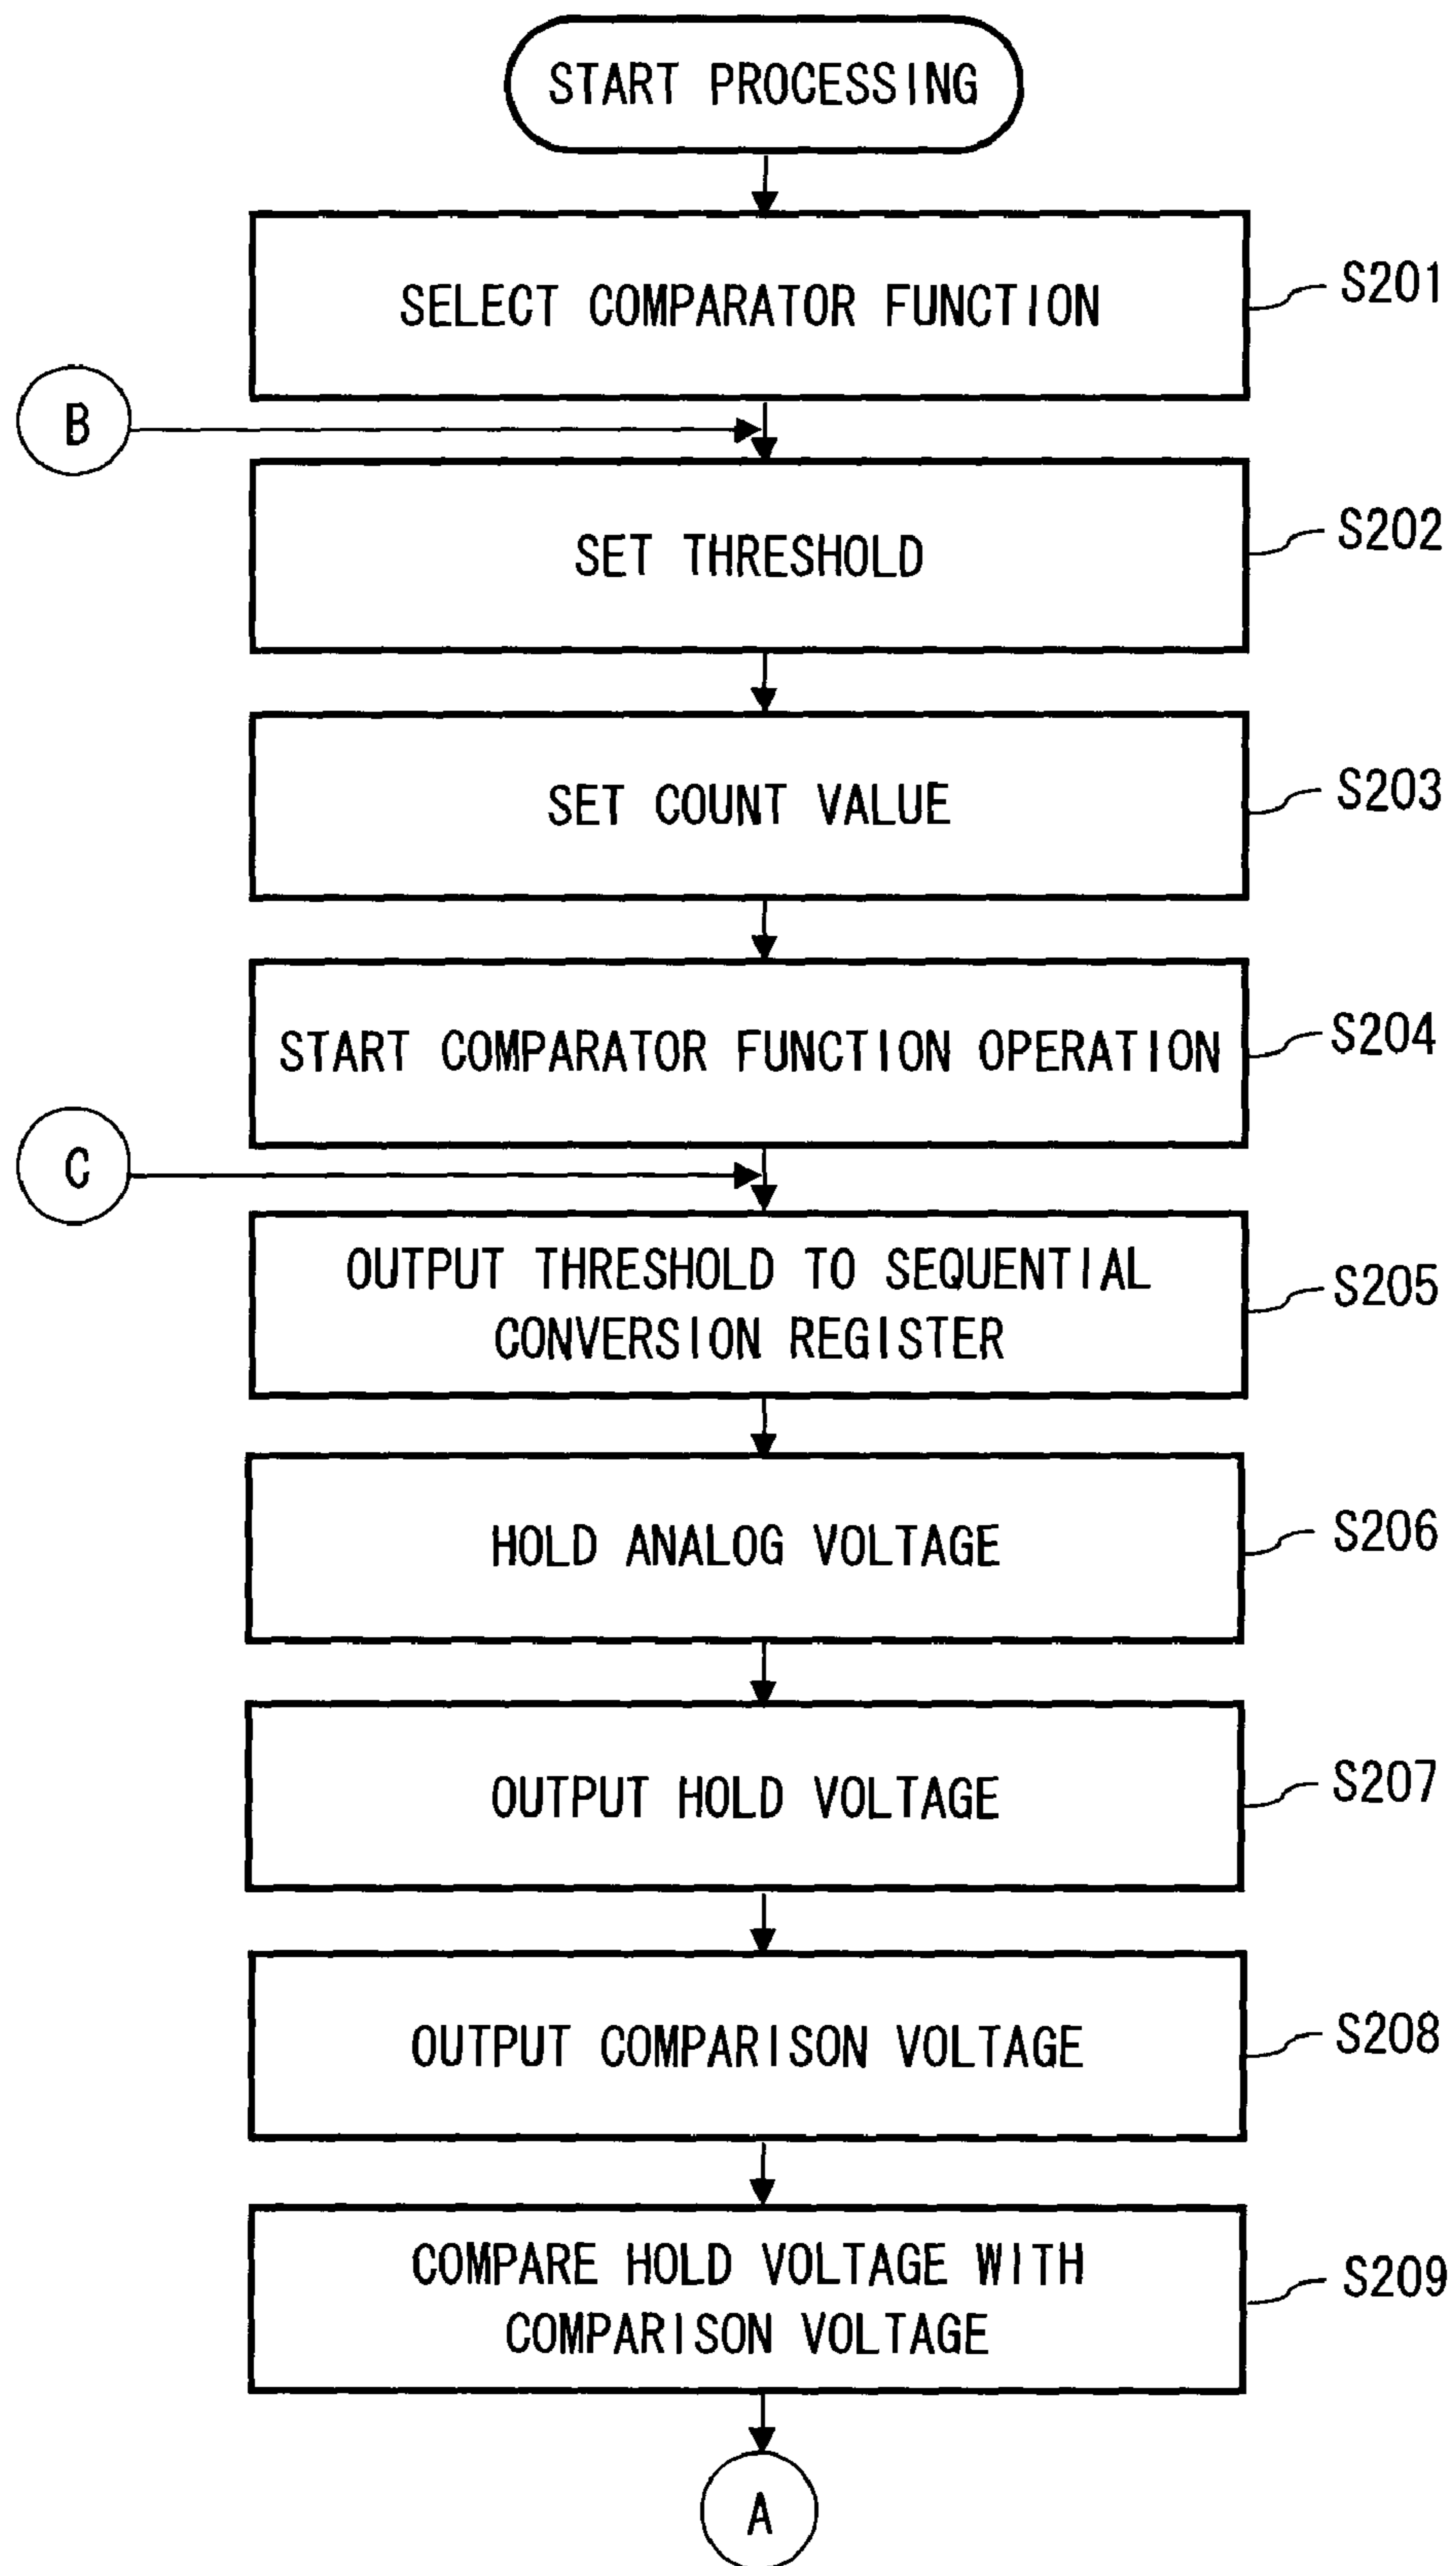 START PROCESSING
SELECT COMPARATOR FUNCTION
S201
B
SET THRESHOLD
S202
SET COUNT VALUE
S203
START COMPARATOR FUNCTION OPERATION
S204
C
OUTPUT THRESHOLD TO SEQUENTIAL
CONVERSION REGISTER
S205
HOLD ANALOG VOLTAGE
S206
OUTPUT HOLD VOLTAGE
S207
OUTPUT COMPARISON VOLTAGE
S208
COMPARE HOLD VOLTAGE WITH
COMPARISON VOLTAGE
S209
A